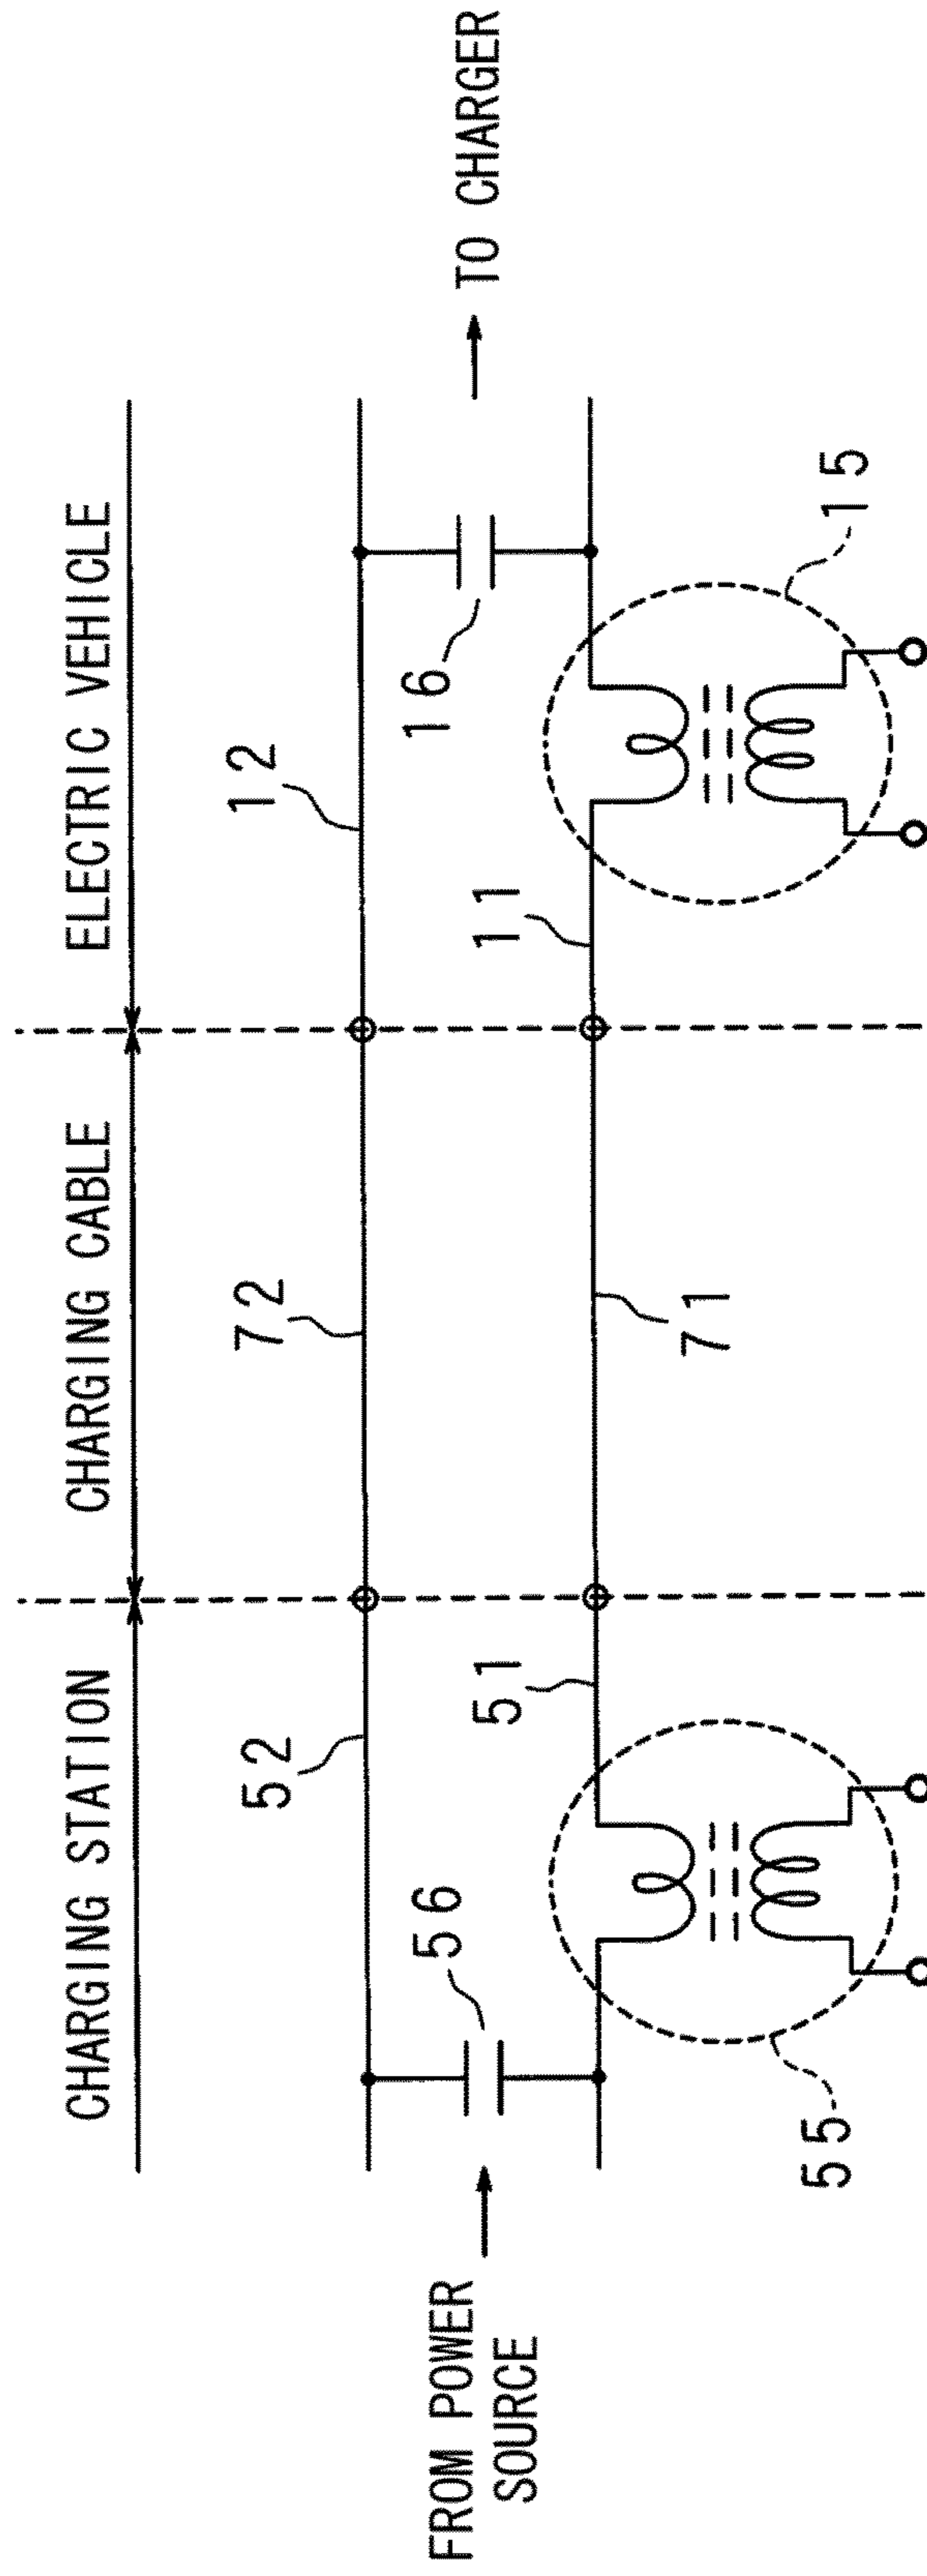 CHARGING STATION
CHARGING CABLE
ELECTRIC VEHICLE
52
72
12
56
51
71
11
16
FROM POWER
SOURCE
TO CHARGER
55
15